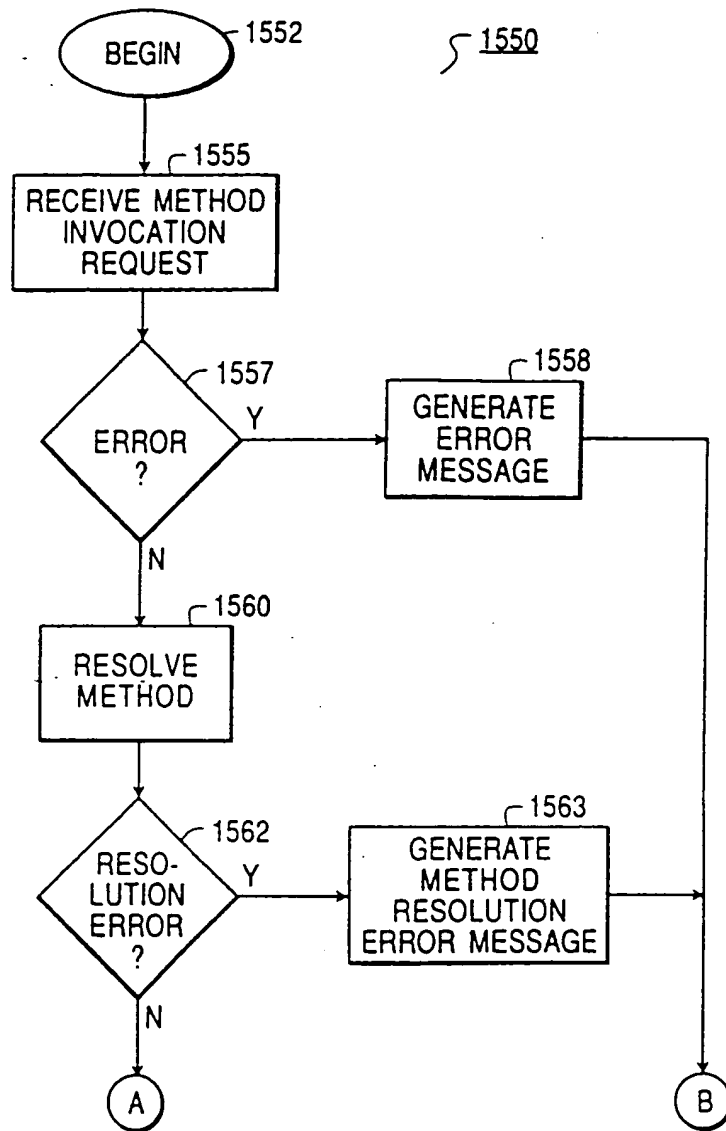 BEGIN
1552
1550
1555
RECEIVE METHOD
INVOCATION
REQUEST
1557
ERROR
?
Y
N
1558
GENERATE
ERROR
MESSAGE
1560
RESOLVE
METHOD
1562
RESO-
LUTION
ERROR
?
Y
N
1563
GENERATE
METHOD
RESOLUTION
ERROR MESSAGE
A
B